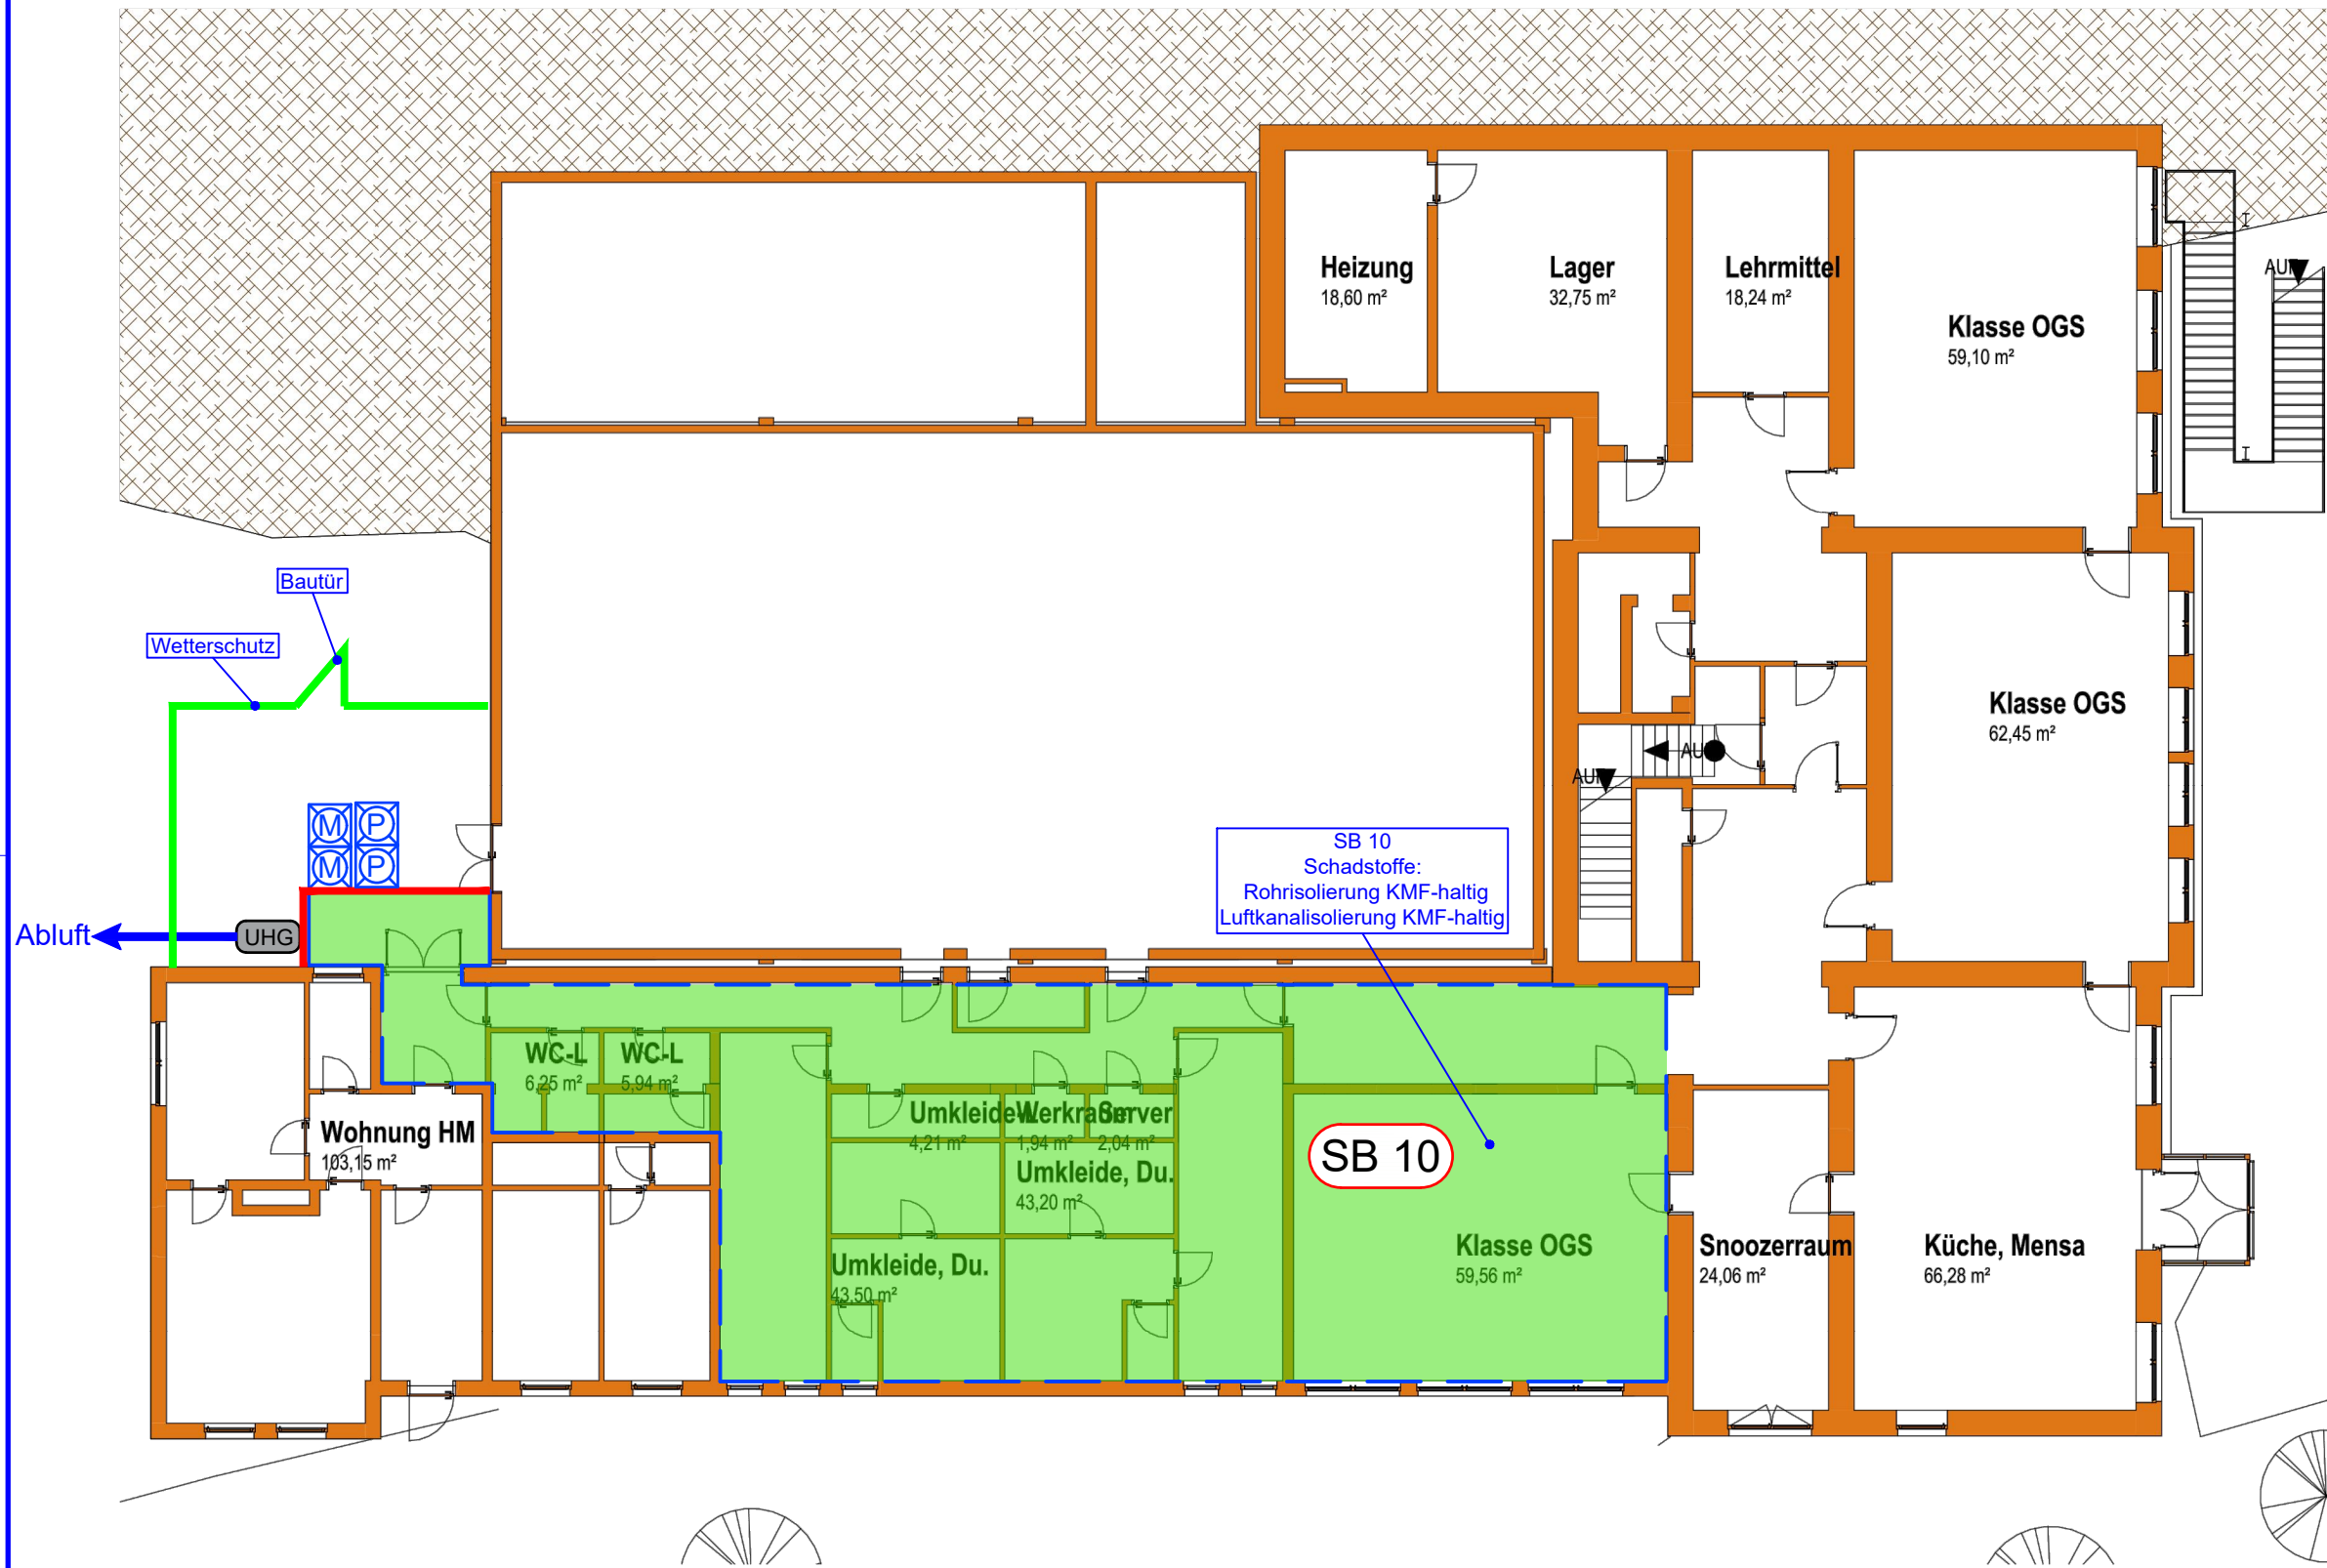 Heizung
18,60 m²
Lager
32,75 m²
Lehrmittel
18,24 m²
AUF
Klasse OGS
59,10 m²
Bautür
Wetterschutz
Klasse OGS
62,45 m²
AUF
AUF
M
P
M
P
SB 10
Schadstoffe:
Rohrisolierung KMF-haltig
Luftkanalisolierung KMF-haltig
Abluft
UHG
WC-L
6,25 m²
WC-L
5,94 m²
Umkleide
4,21 m²
Werkraum
1,94 m²
Server
2,04 m²
Wohnung HM
103,15 m²
SB 10
Umkleide, Du.
43,20 m²
Umkleide, Du.
43,50 m²
Klasse OGS
59,56 m²
Snoozerraum
24,06 m²
Küche, Mensa
66,28 m²